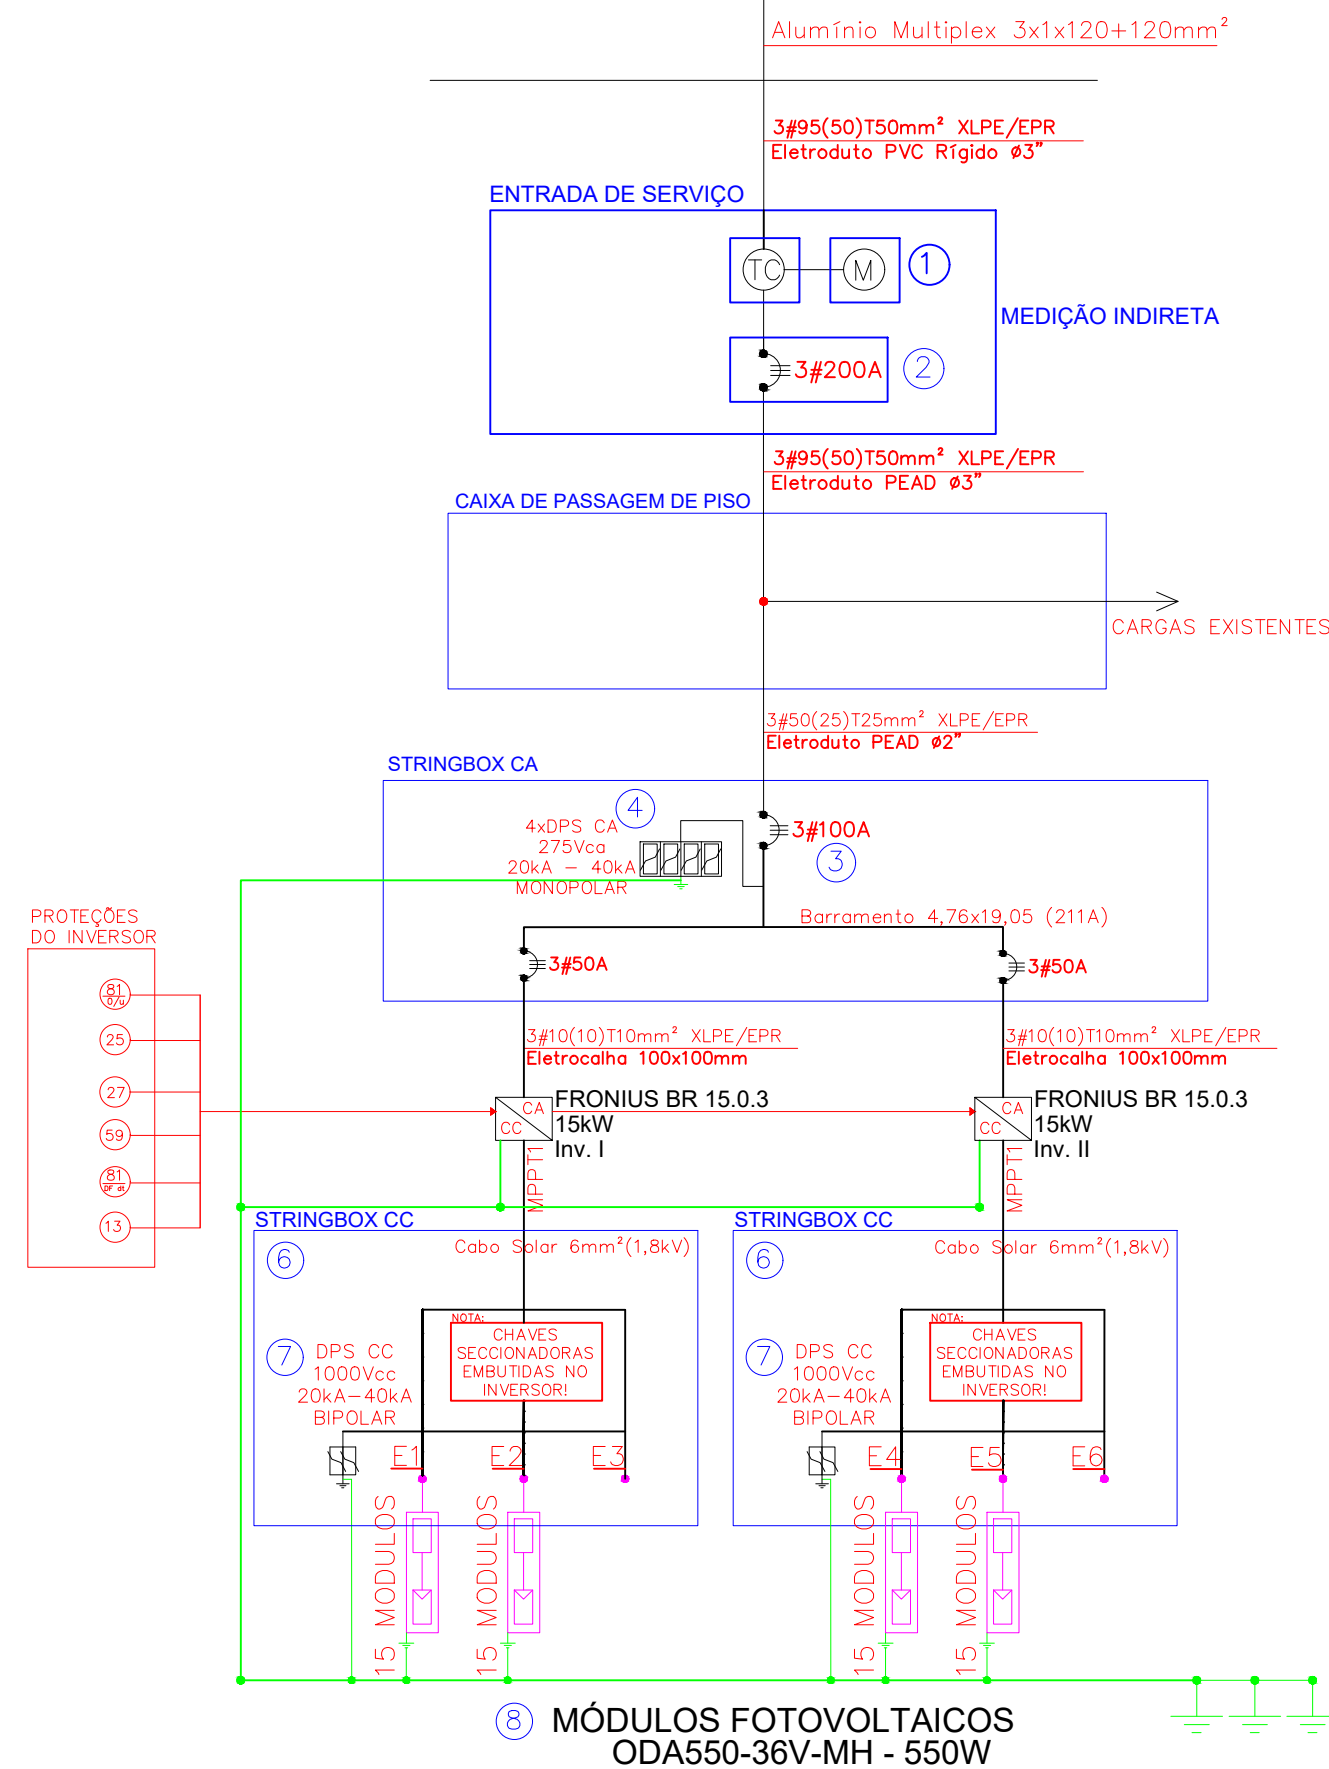 Alumínio Multiplex 3x1x120+120mm²
3#95(50)T50mm² XLPE/EPR
Eletroduto PVC Rígido ø3"
ENTRADA DE SERVIÇO
TC
M
1
MEDIÇÃO INDIRETA
3#200A
2
3#95(50)T50mm² XLPE/EPR
Eletroduto PEAD ø3"
CAIXA DE PASSAGEM DE PISO
CARGAS EXISTENTES
3#50(25)T25mm² XLPE/EPR
Eletroduto PEAD ø2"
STRINGBOX CA
4
4xDPS CA
275Vca
20kA - 40kA
MONOPOLAR
3#100A
3
Barramento 4,76x19,05 (211A)
3#50A
3#50A
PROTEÇÕES
DO INVERSOR
81
O/U
25
27
59
81
DF dt
13
3#10(10)T10mm² XLPE/EPR
Eletrocalha 100x100mm
3#10(10)T10mm² XLPE/EPR
Eletrocalha 100x100mm
CA
CC
FRONIUS BR 15.0.3
15kW
Inv. I
MPPT1
CA
CC
FRONIUS BR 15.0.3
15kW
Inv. II
MPPT1
STRINGBOX CC
6
Cabo Solar 6mm²(1,8kV)
NOTA:
CHAVES
SECCIONADORAS
EMBUTIDAS NO
INVERSOR!
7
DPS CC
1000Vcc
20kA-40kA
BIPOLAR
E1
E2
E3
15 MODULOS
15 MODULOS
STRINGBOX CC
6
Cabo Solar 6mm²(1,8kV)
NOTA:
CHAVES
SECCIONADORAS
EMBUTIDAS NO
INVERSOR!
7
DPS CC
1000Vcc
20kA-40kA
BIPOLAR
E4
E5
E6
15 MODULOS
15 MODULOS
8
MÓDULOS FOTOVOLTAICOS
ODA550-36V-MH - 550W